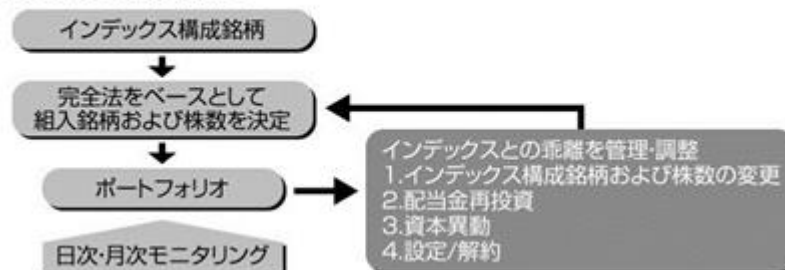 インデックス構成銘柄
完全法をベースとして
組入銘柄および株数を決定
ポートフォリオ
日次・月次モニタリング
インデックスとの乖離を管理・調整
1.インデックス構成銘柄および株数の変更
2.配当金再投資
3.資本異動
4.設定/解約